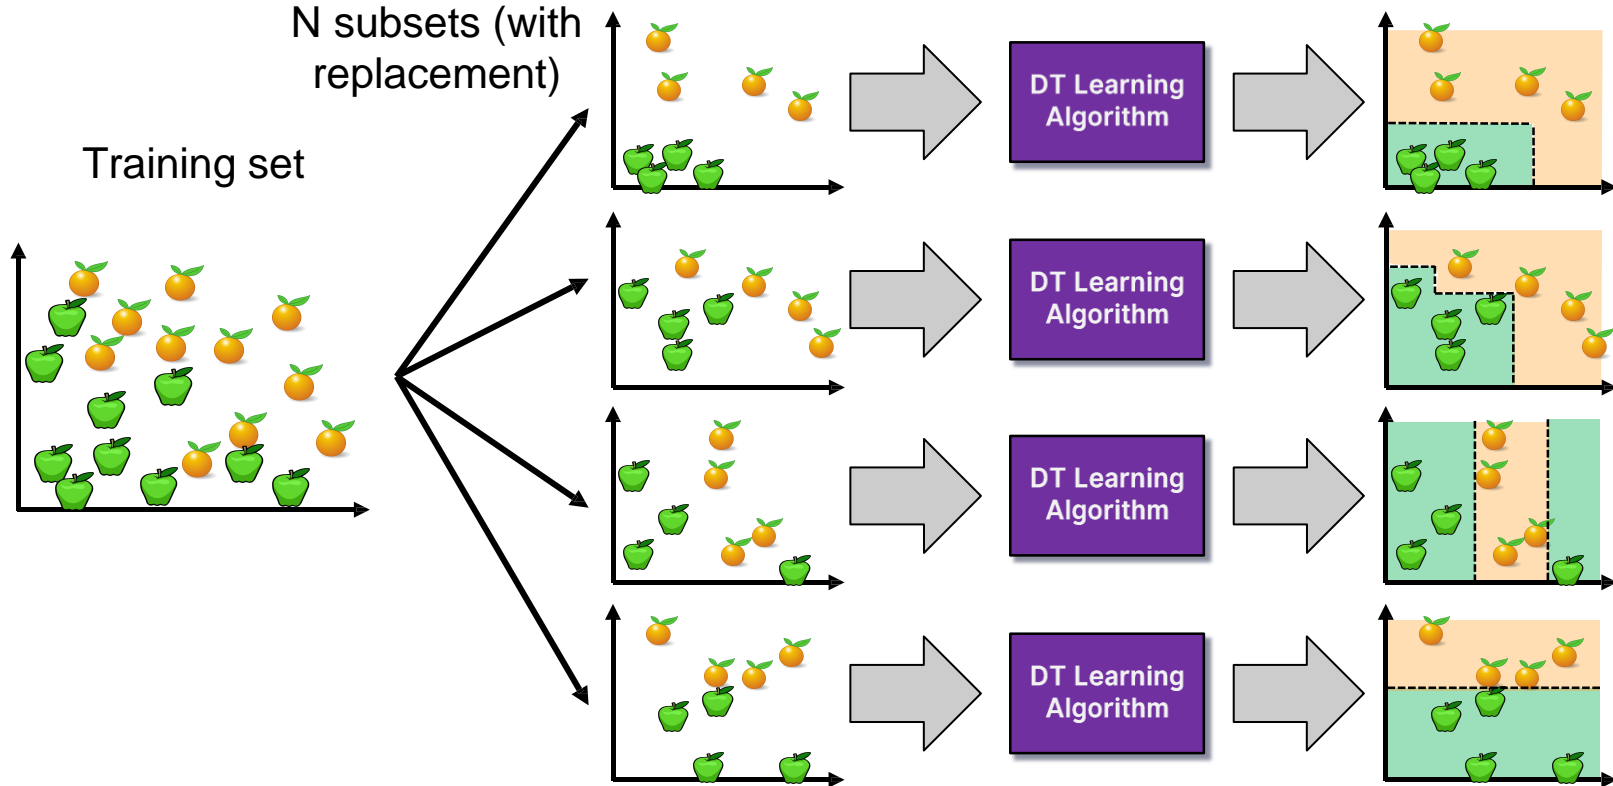 N subsets (with
replacement)
Training set
DT Learning
Algorithm
DT Learning
Algorithm
DT Learning
Algorithm
DT Learning
Algorithm